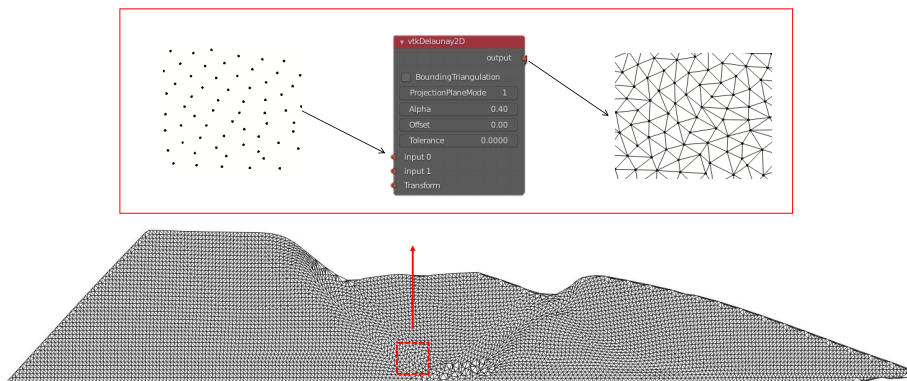 vtkDelaunay2D
output
BoundingTriangulation
ProjectionPlaneMode 1
Alpha 0.40
Offset 0.00
Tolerance 0.0000
input 0
input 1
Transform